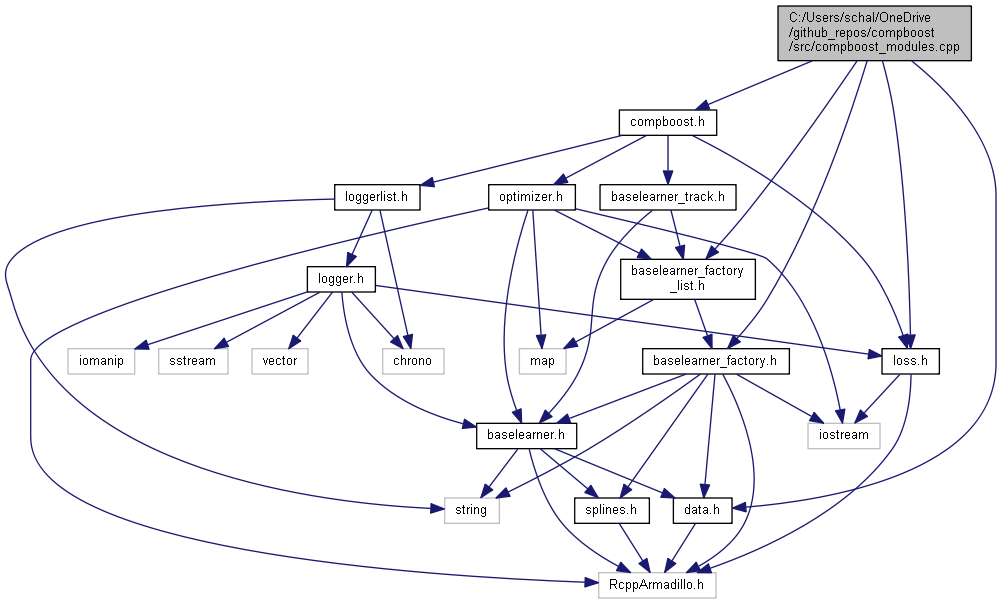 C:/Users/schal/OneDrive
/github_repos/compboost
/src/compboost_modules.cpp
compboost.h
loggerlist.h
optimizer.h
baselearner_track.h
logger.h
baselearner_factory
_list.h
iomanip
sstream
vector
chrono
map
baselearner_factory.h
loss.h
baselearner.h
iostream
string
splines.h
data.h
RcppArmadillo.h